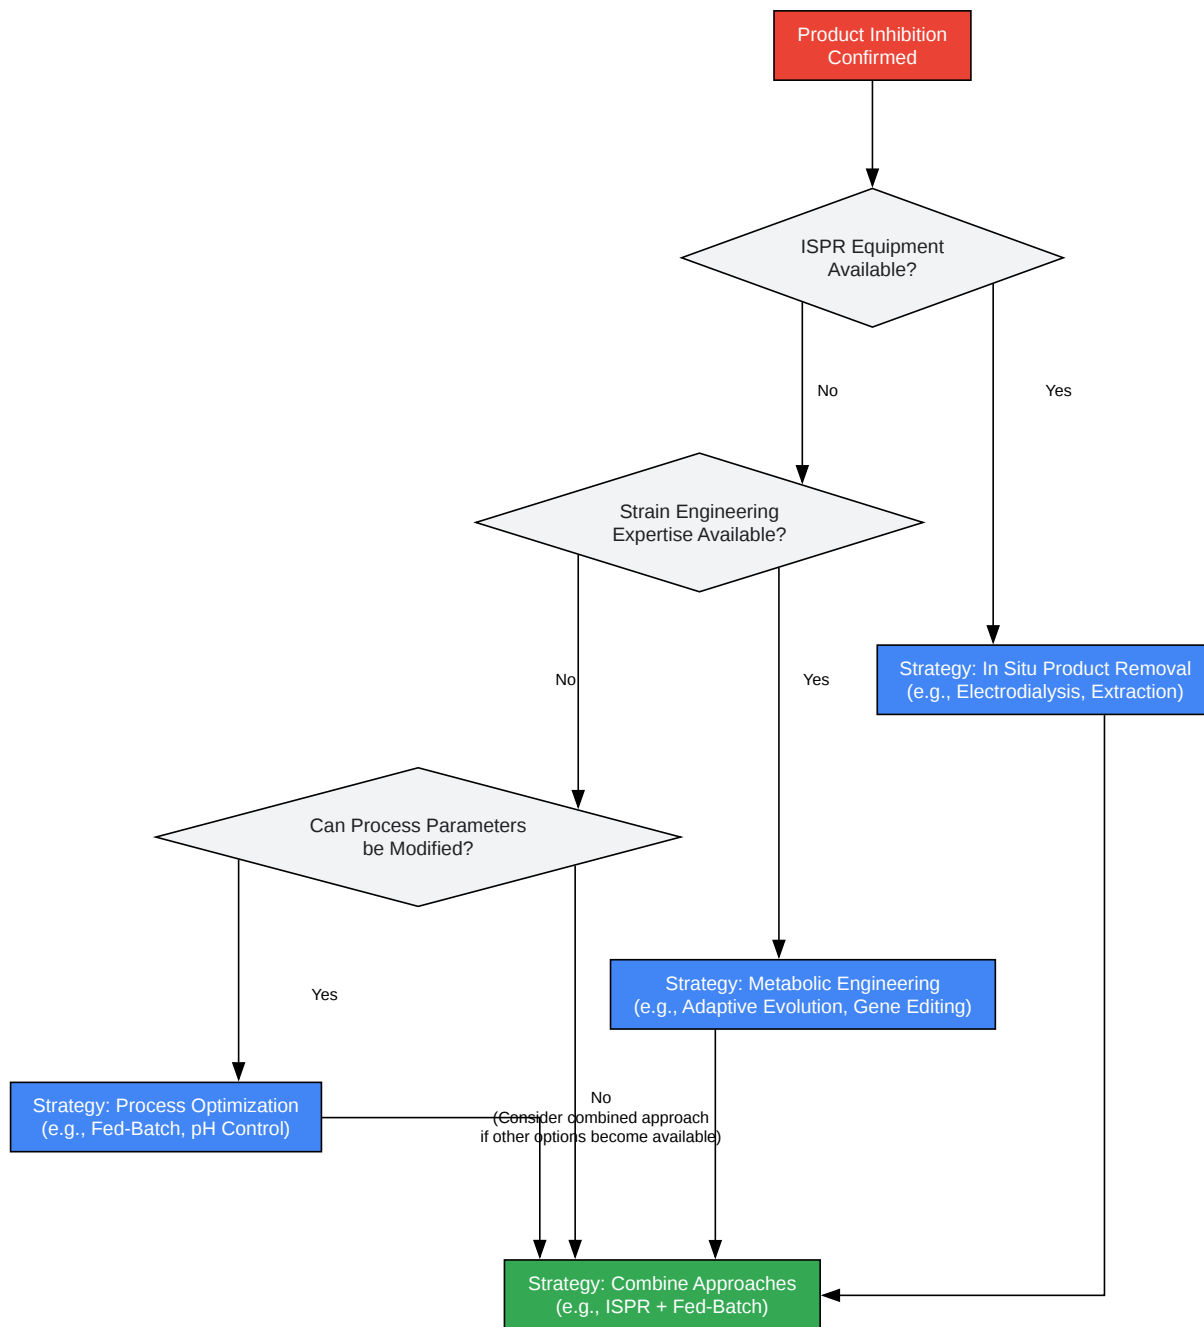 Product Inhibition
Confirmed
ISPR Equipment
Available?
No
Yes
Strain Engineering
Expertise Available?
Strategy: In Situ Product Removal
(e.g., Electrodialysis, Extraction)
No
Yes
Can Process Parameters
be Modified?
Strategy: Metabolic Engineering
(e.g., Adaptive Evolution, Gene Editing)
Yes
Strategy: Process Optimization
(e.g., Fed-Batch, pH Control)
No
(Consider combined approach
if other options become available)
Strategy: Combine Approaches
(e.g., ISPR + Fed-Batch)